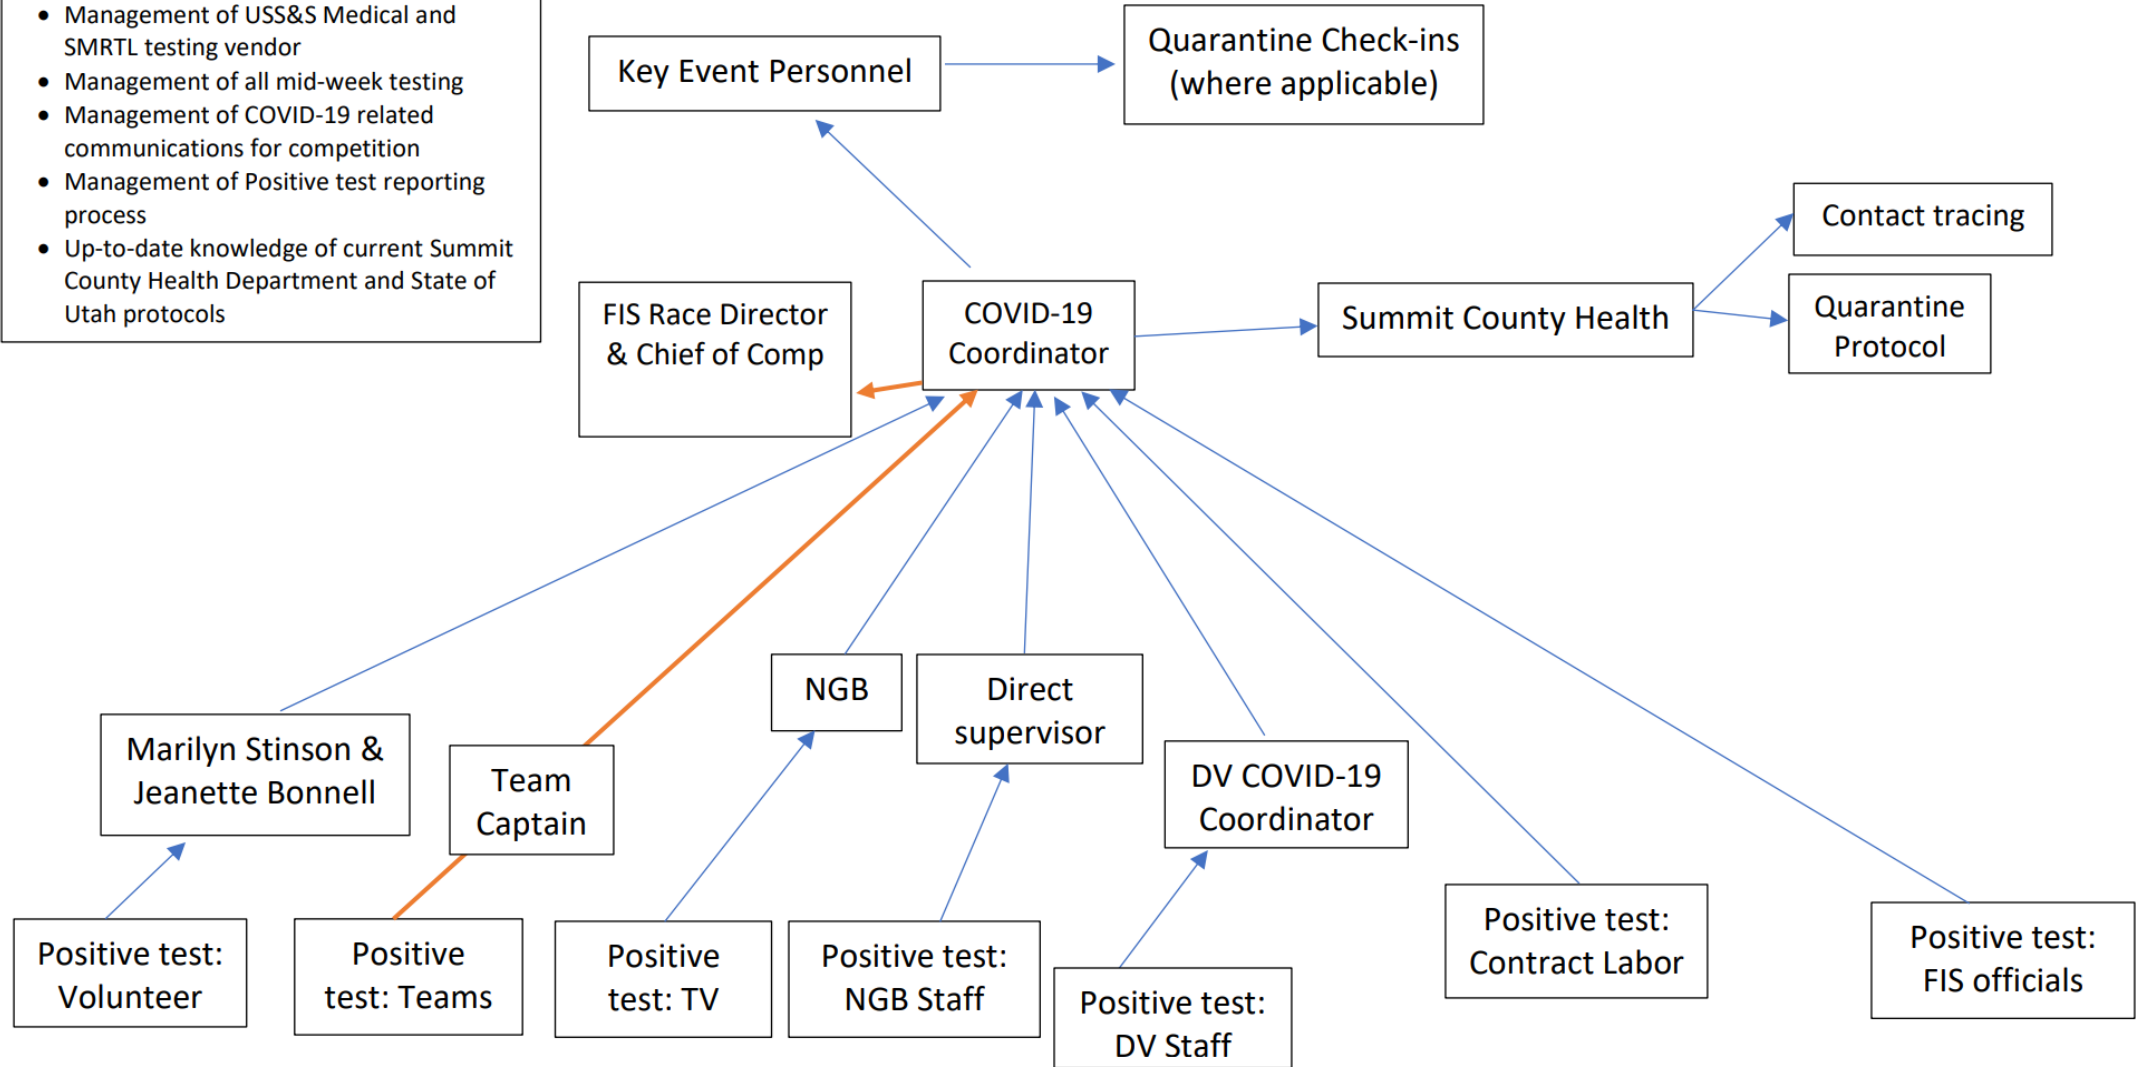 • Management of USS&S Medical and
SMRTL testing vendor
• Management of all mid-week testing
• Management of COVID-19 related
communications for competition
• Management of Positive test reporting
process
• Up-to-date knowledge of current Summit
County Health Department and State of
Utah protocols
Key Event Personnel
Quarantine Check-ins
(where applicable)
Contact tracing
Quarantine
Protocol
FIS Race Director
& Chief of Comp
COVID-19
Coordinator
Summit County Health
Marilyn Stinson &
Jeanette Bonnell
Team
Captain
NGB
Direct
supervisor
DV COVID-19
Coordinator
Positive test:
Volunteer
Positive
test: Teams
Positive
test: TV
Positive test:
NGB Staff
Positive test:
DV Staff
Positive test:
Contract Labor
Positive test:
FIS officials